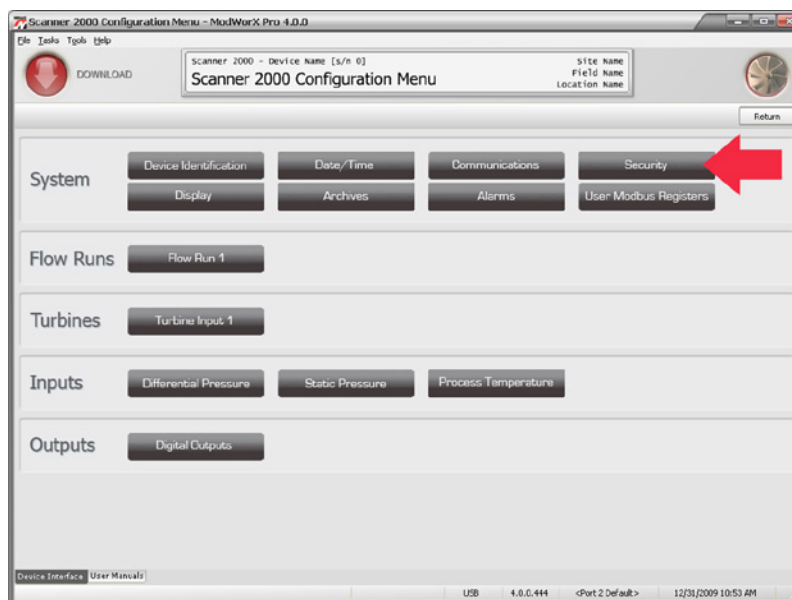 Scanner 2000 Configuration Menu - ModWorX Pro 4.0.0
File Tasks Tools Help
DOWNLOAD
Scanner 2000 - Device Name [s/n 0]
Scanner 2000 Configuration Menu
Site Name
Field Name
Location Name
Return
System
Device Identification Date/Time Communications Security
Display Archives Alarms User Modbus Registers
Flow Runs Flow Run 1
Turbines Turbine Input 1
Inputs Differential Pressure Static Pressure Process Temperature
Outputs Digital Outputs
Device Interface User Manuals
USB 4.0.0.444 <Port 2 Default> 12/31/2009 10:53 AM